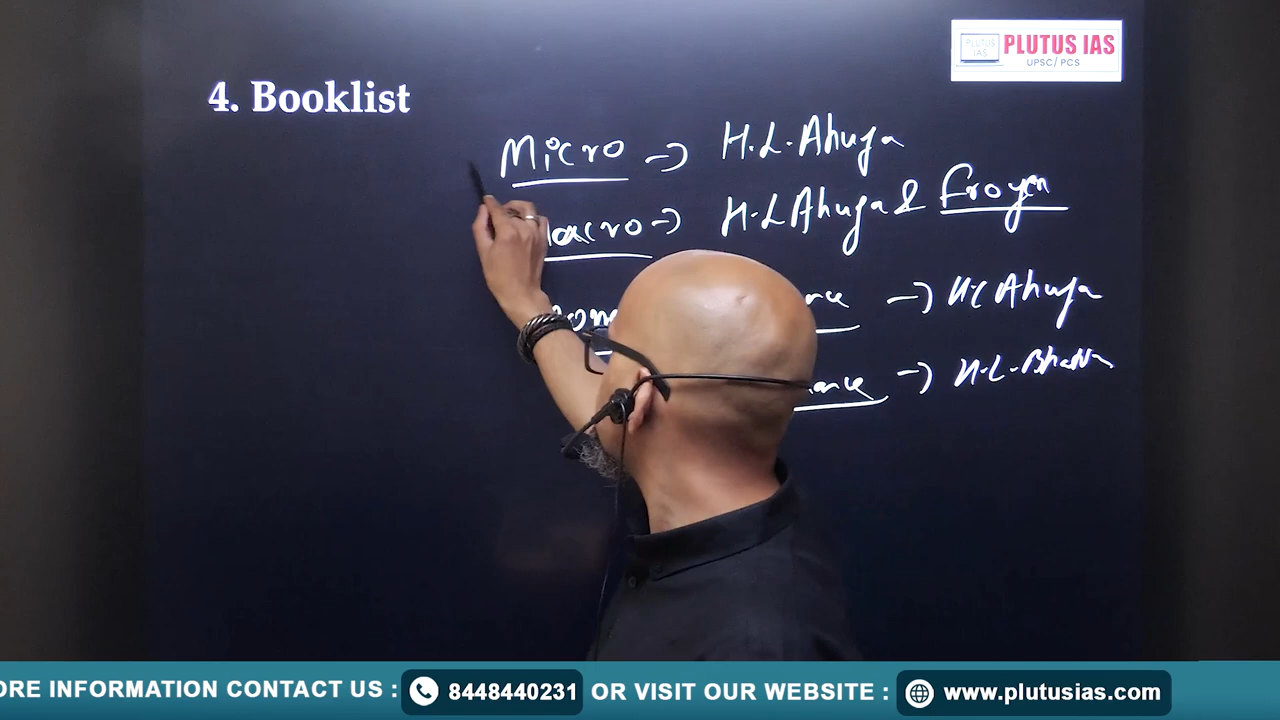 PLUTUS IAS
PLUTUS IAS
UPSC/ PCS
4. Booklist
Micro → H.L.Ahuja
Macro → H.L Ahuja & Froyen
→ H.L Ahuja
→ H.L.Bhatia
ORE INFORMATION CONTACT US : 8448440231 OR VISIT OUR WEBSITE : www.plutusias.com